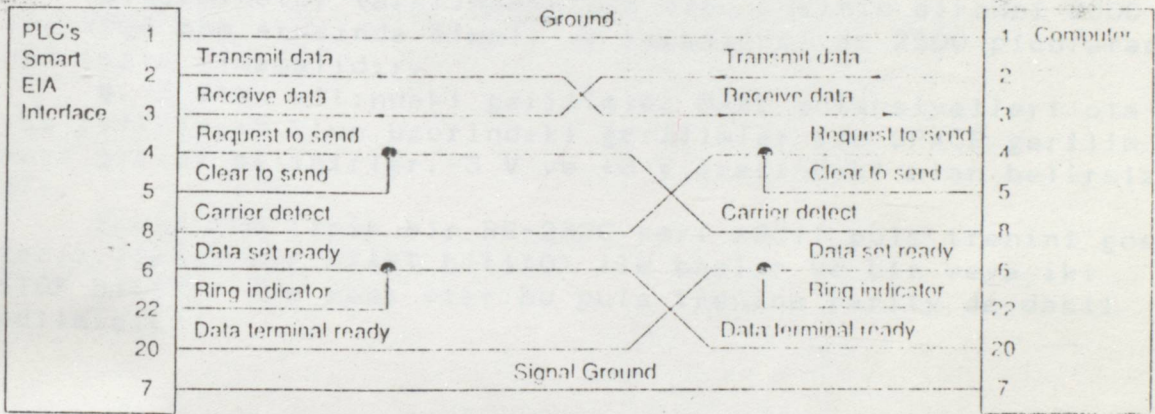 Ground
PLC's 1 1 Computer
Smart Transmit data Transmit data
EIA 2 2
Interface Receive data Receive data
3 3
Request to send Request to send
4 4
Clear to send Clear to send
5 5
Carrier detect Carrier detect
8 8
Data set ready Data set ready
6 6
Ring indicator Ring indicator
22 22
Data terminal ready Data terminal ready
20 20
Signal Ground
7 7